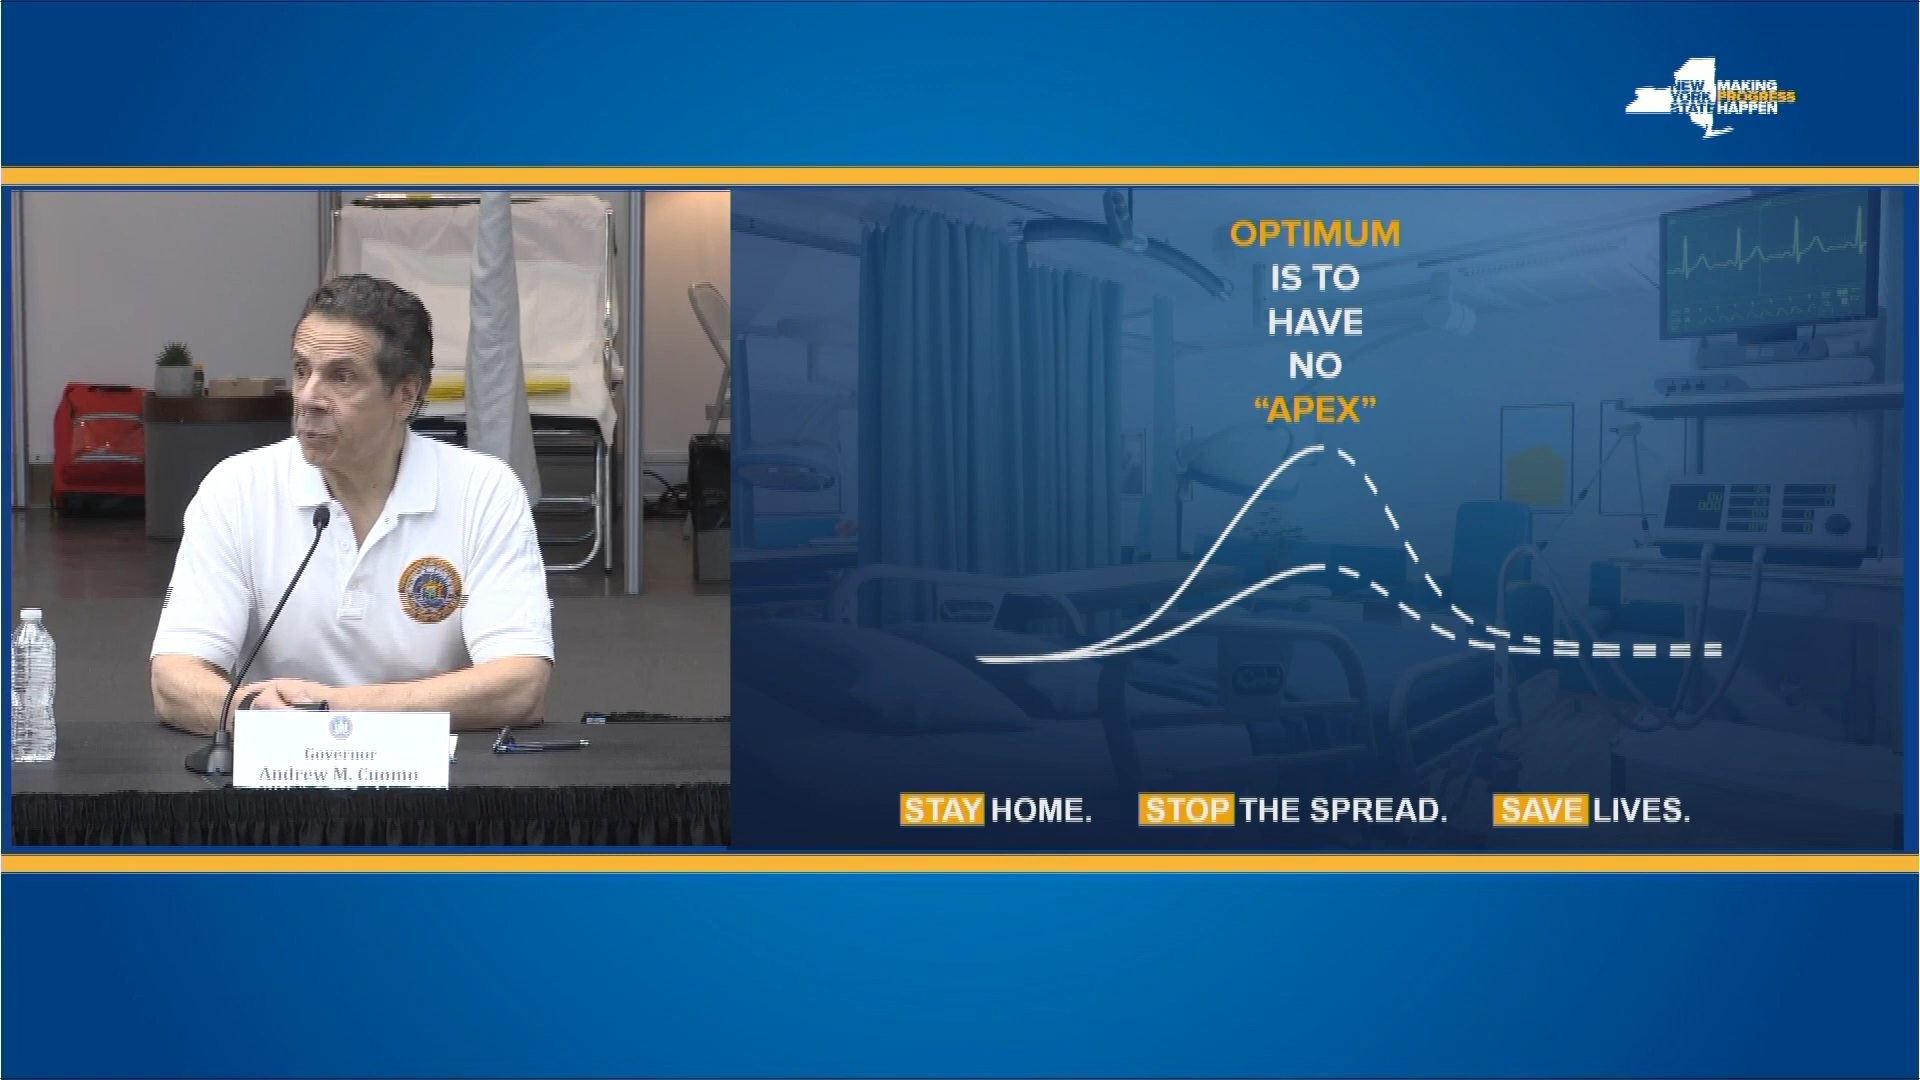 NEW YORK STATE
MAKING PROGRESS HAPPEN
OPTIMUM
IS TO
HAVE
NO
“APEX”
Governor
Andrew M. Cuomo
STAY HOME. STOP THE SPREAD. SAVE LIVES.